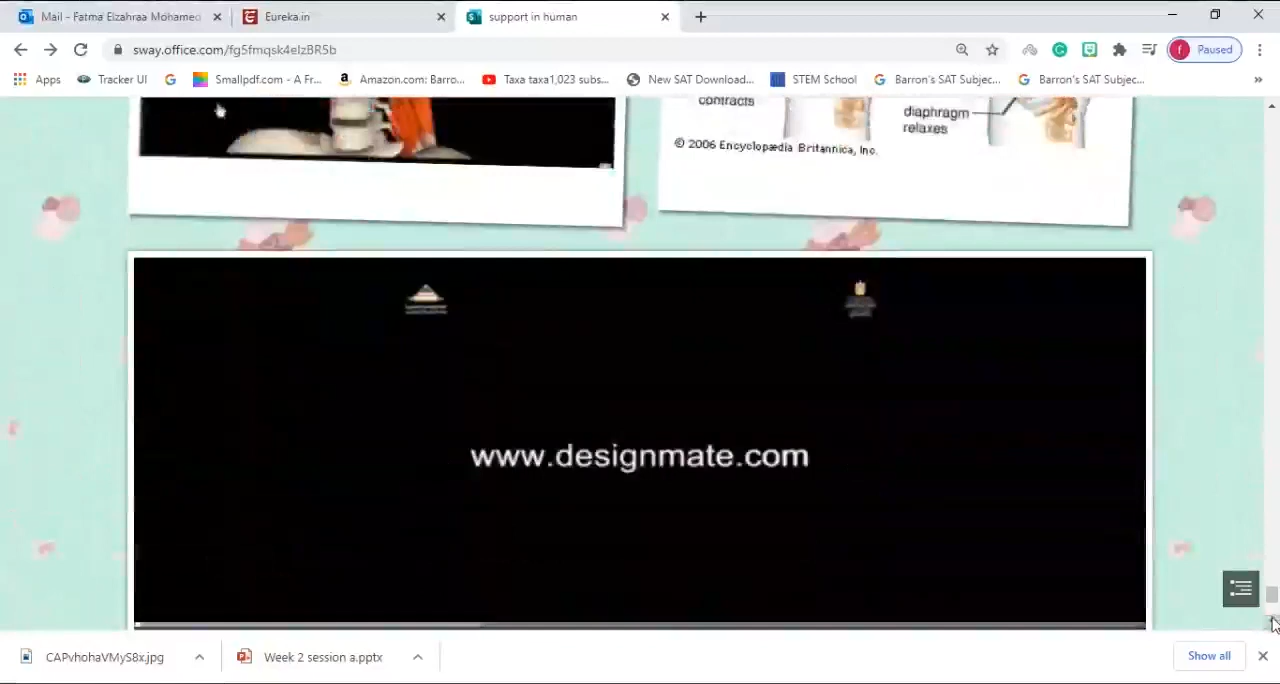 Mail - Fatma Elzahraa Mohamed
Eureka.in
support in human
sway.office.com/fg5fmqsk4elzBR5b
Paused
Apps
Tracker UI
Smallpdf.com - A Fr...
Amazon.com: Barro...
Taxa taxa1,023 subs...
New SAT Download...
STEM School
Barron's SAT Subjec...
Barron's SAT Subjec...
contracts
diaphragm
relaxes
© 2006 Encyclopædia Britannica, Inc.
www.designmate.com
CAPvhohaVMyS8x.jpg
Week 2 session a.pptx
Show all